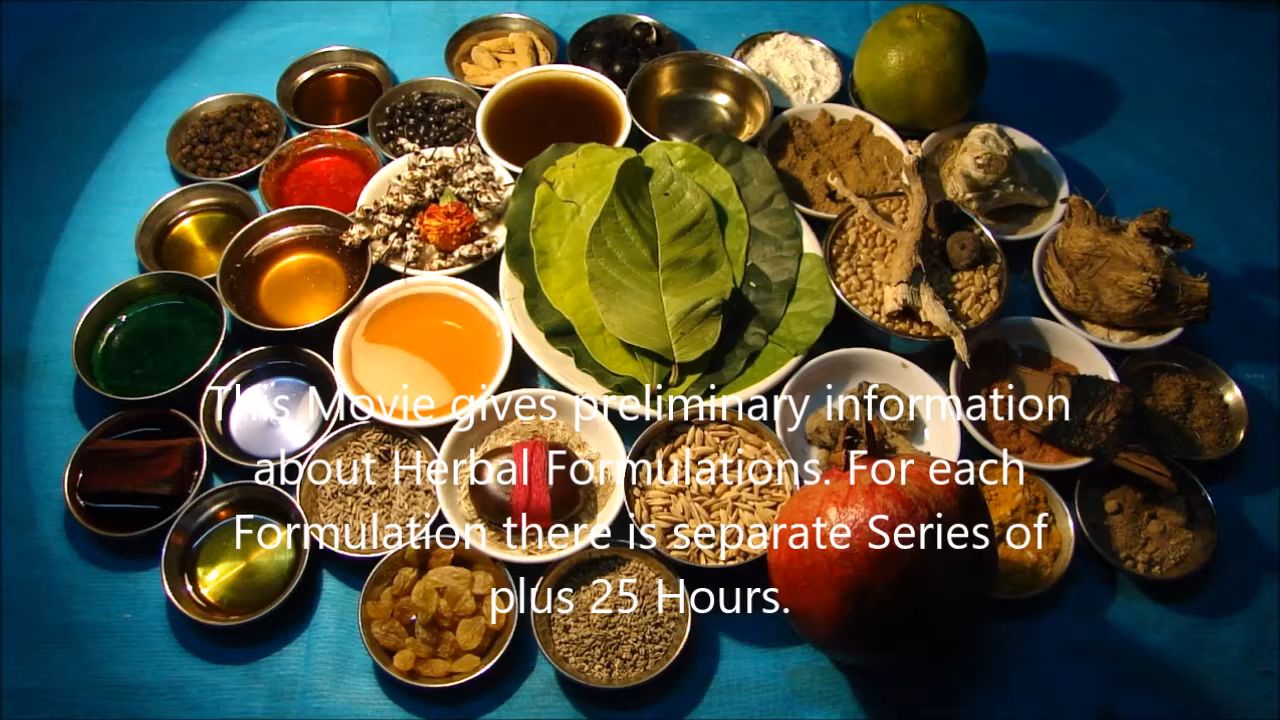 This Movie gives preliminary information
about Herbal Formulations. For each
Formulation there is separate Series of
plus 25 Hours.